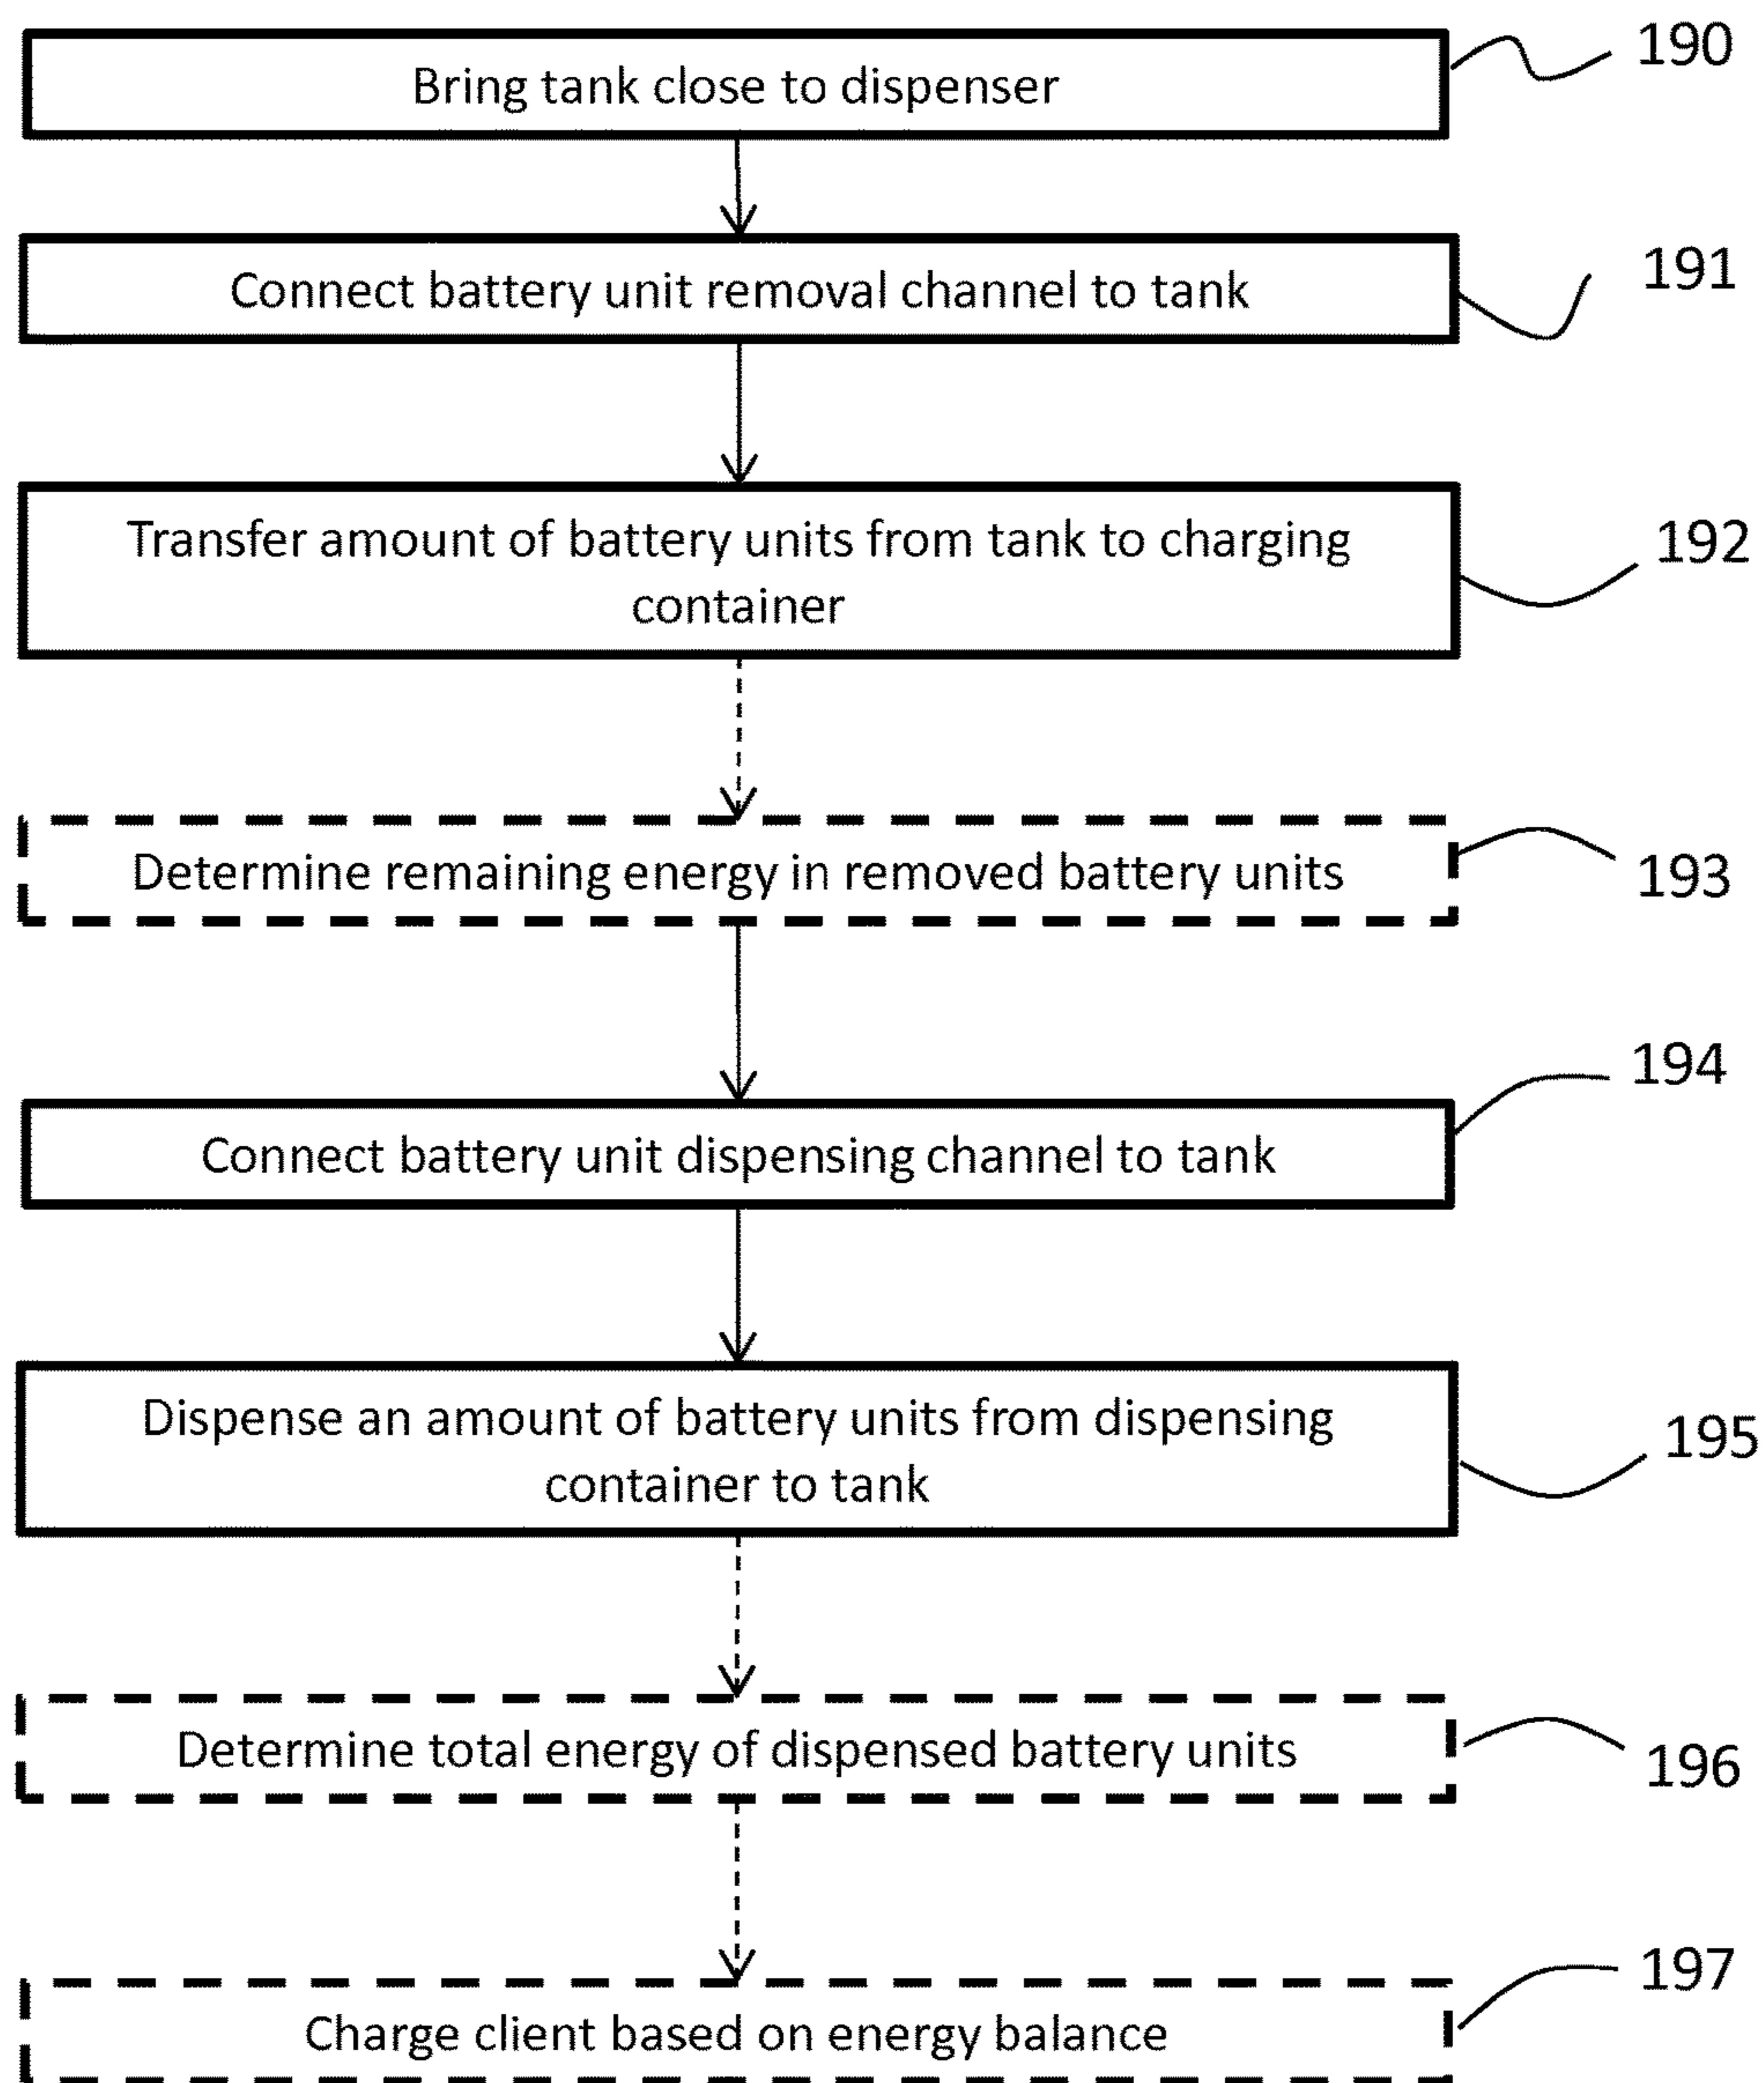 Bring tank close to dispenser
190
Connect battery unit removal channel to tank
191
Transfer amount of battery units from tank to charging
container
192
Determine remaining energy in removed battery units
193
Connect battery unit dispensing channel to tank
194
Dispense an amount of battery units from dispensing
container to tank
195
Determine total energy of dispensed battery units
196
Charge client based on energy balance
197